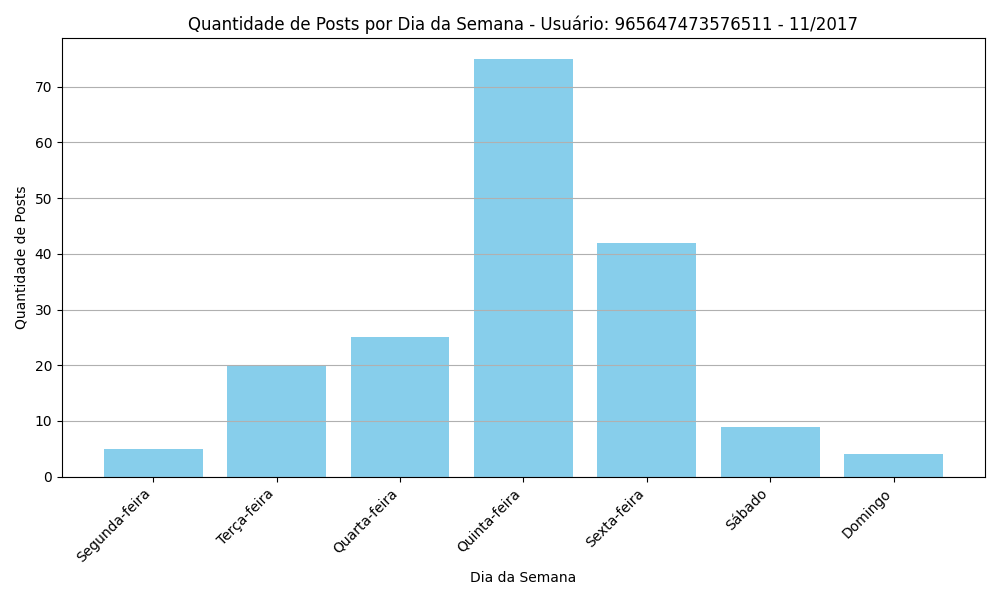 Quantidade de Posts por Dia da Semana - Usuário: 965647473576511 - 11/2017
Quantidade de Posts
70
60
50
40
30
20
10
0
Segunda-feira
Terça-feira
Quarta-feira
Quinta-feira
Sexta-feira
Sábado
Domingo
Dia da Semana